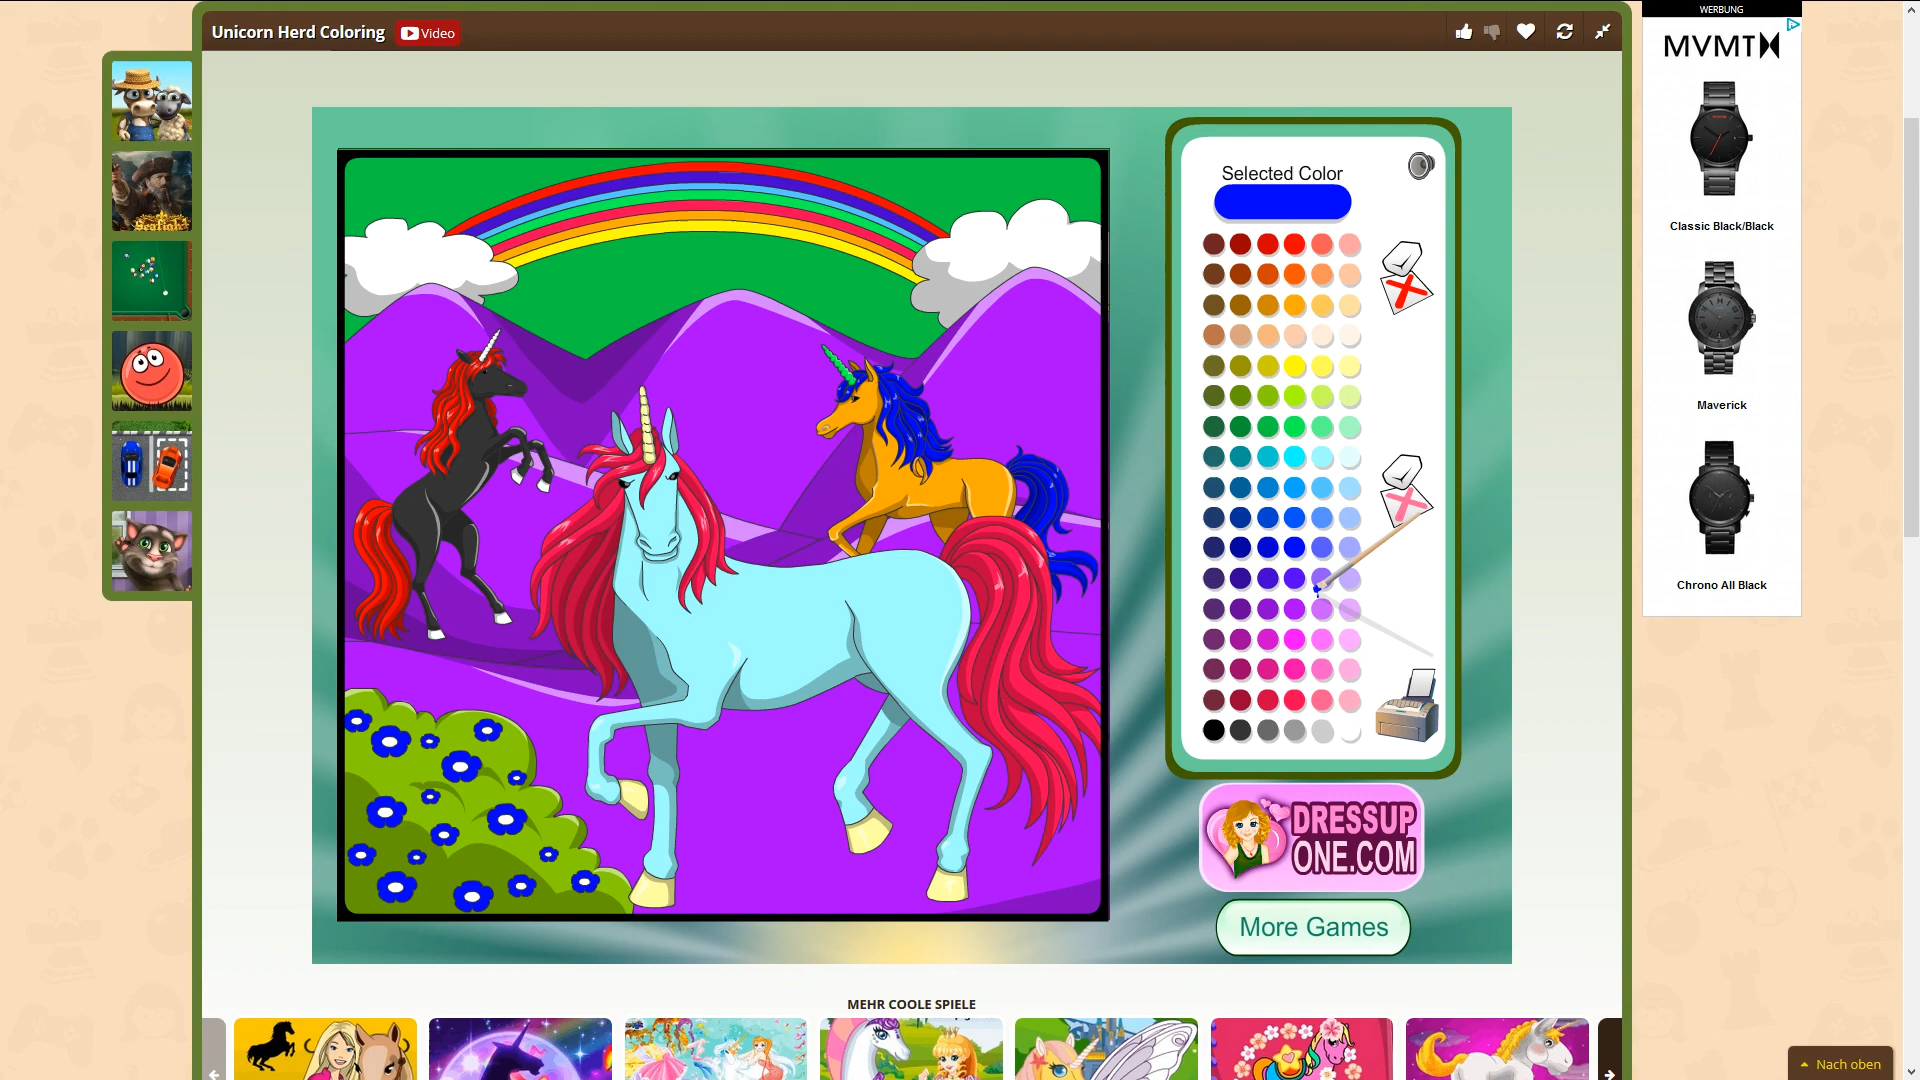 Unicorn Herd Coloring
Video
WERBUNG
MVMT
Classic Black/Black
Maverick
Chrono All Black
Selected Color
DRESSUP
ONE.COM
More Games
MEHR COOLE SPIELE
Nach oben